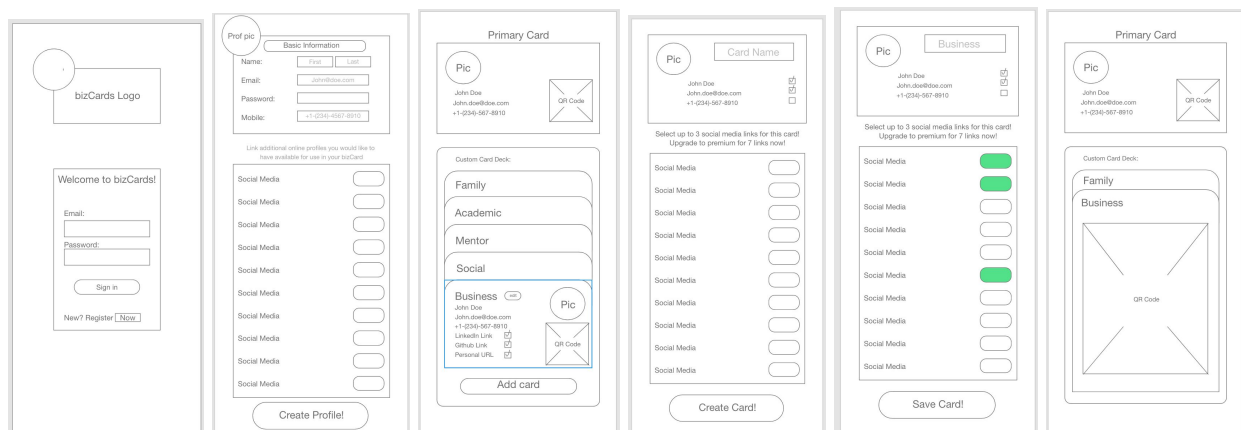 bizCards Logo
Welcome to bizCards!
Email:
Password:
Sign in
New? Register Now
Prof pic
Basic Information
Name: First Last
Email: John@doe.com
Password:
Mobile: +1-(234)-4567-8910
Link additional online profiles you would like to
have available for use in your bizCard
Social Media
Social Media
Social Media
Social Media
Social Media
Social Media
Social Media
Social Media
Social Media
Social Media
Create Profile!
Primary Card
Pic
John Doe
John.doe@doe.com
+1-(234)-567-8910
QR Code
Custom Card Deck:
Family
Academic
Mentor
Social
Business edit
John Doe
John.doe@doe.com
+1-(234)-567-8910
LinkedIn Link
Github Link
Personal URL
Pic
QR Code
Add card
Pic
Card Name
John Doe
John.doe@doe.com
+1-(234)-567-8910
Select up to 3 social media links for this card!
Upgrade to premium for 7 links now!
Social Media
Social Media
Social Media
Social Media
Social Media
Social Media
Social Media
Social Media
Social Media
Social Media
Create Card!
Pic
Business
John Doe
John.doe@doe.com
+1-(234)-567-8910
Select up to 3 social media links for this card!
Upgrade to premium for 7 links now!
Social Media
Social Media
Social Media
Social Media
Social Media
Social Media
Social Media
Social Media
Social Media
Social Media
Save Card!
Primary Card
Pic
John Doe
John.doe@doe.com
+1-(234)-567-8910
QR Code
Custom Card Deck:
Family
Business
QR Code